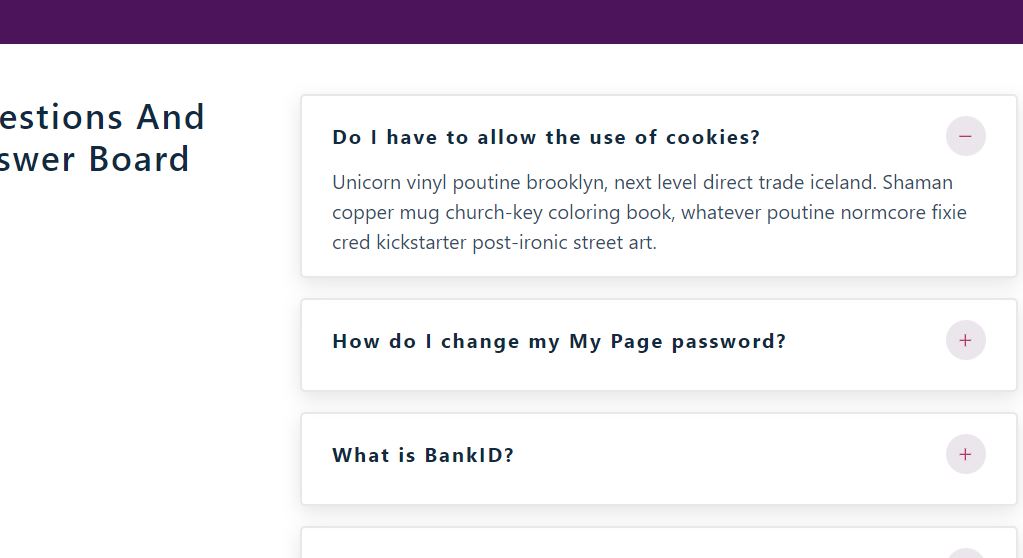 estions And
swer Board
Do I have to allow the use of cookies?
Unicorn vinyl poutine brooklyn, next level direct trade iceland. Shaman
copper mug church-key coloring book, whatever poutine normcore fixie
cred kickstarter post-ironic street art.
How do I change my My Page password?
What is BankID?